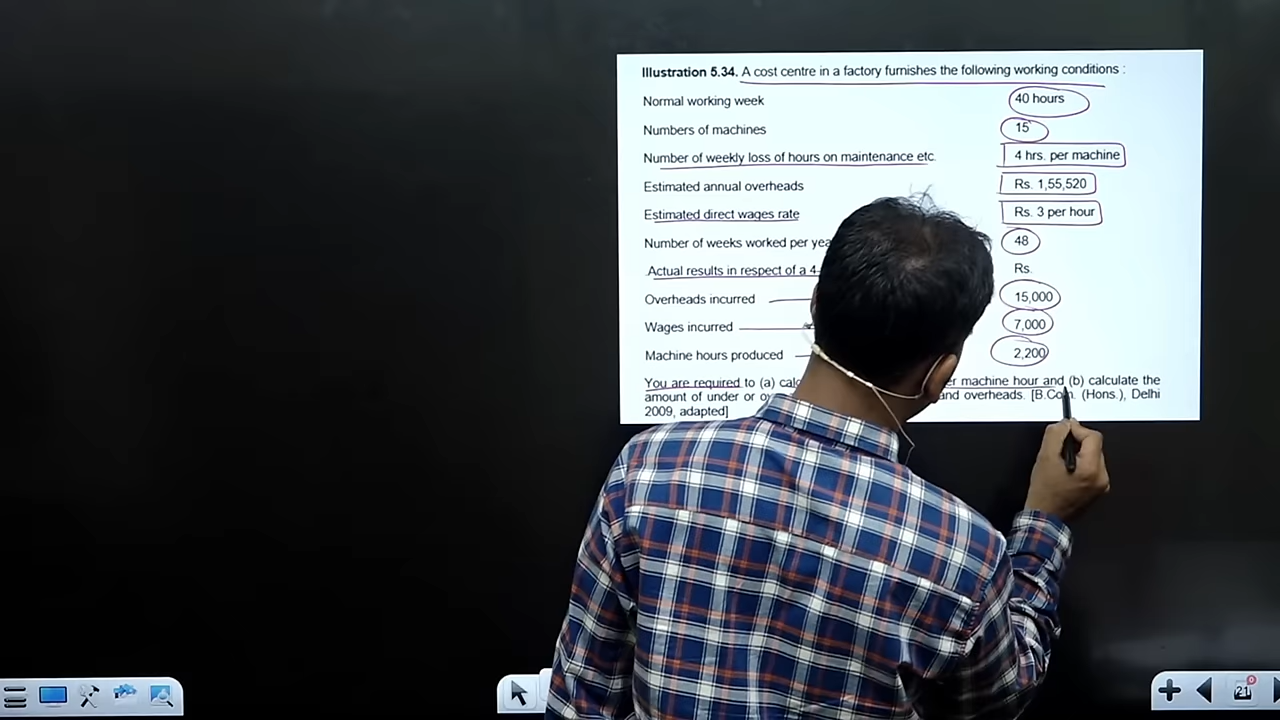 Illustration 5.34. A cost centre in a factory furnishes the following working conditions :
Normal working week 40 hours
Numbers of machines 15
Number of weekly loss of hours on maintenance etc. 4 hrs. per machine
Estimated annual overheads Rs. 1,55,520
Estimated direct wages rate Rs. 3 per hour
Number of weeks worked per 48
Actual results in respect of a 4 Rs.
Overheads incurred 15,000
Wages incurred 7,000
Machine hours produced 2,200
You are required to (a) machine hour and (b) calculate the
amount of under or and overheads. [B.Com. (Hons.), Delhi
2009, adapted]
21
0